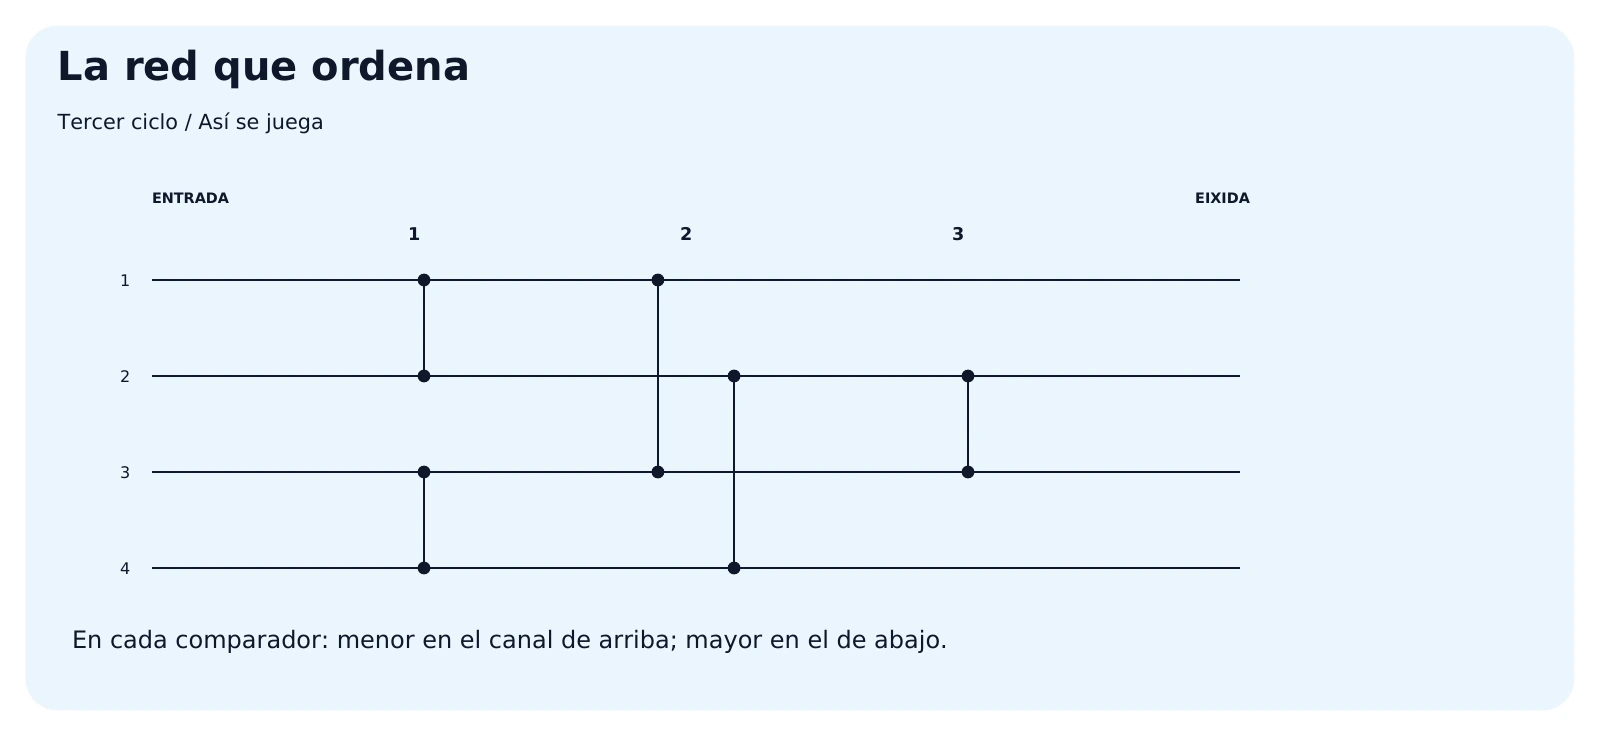 La red que ordena
Tercer ciclo / Así se juega
ENTRADA EIXIDA
1 2 3
1
2
3
4
En cada comparador: menor en el canal de arriba; mayor en el de abajo.